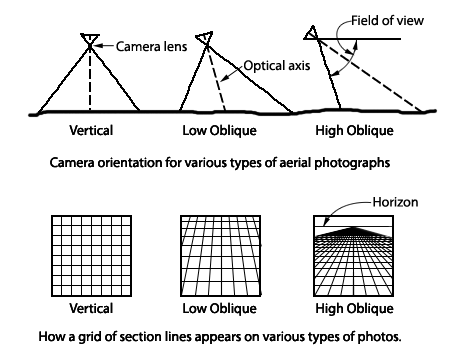 Field of view
Camera lens
Optical axis
Vertical
Low Oblique
High Oblique
Camera orientation for various types of aerial photographs
Horizon
Vertical
Low Oblique
High Oblique
How a grid of section lines appears on various types of photos.